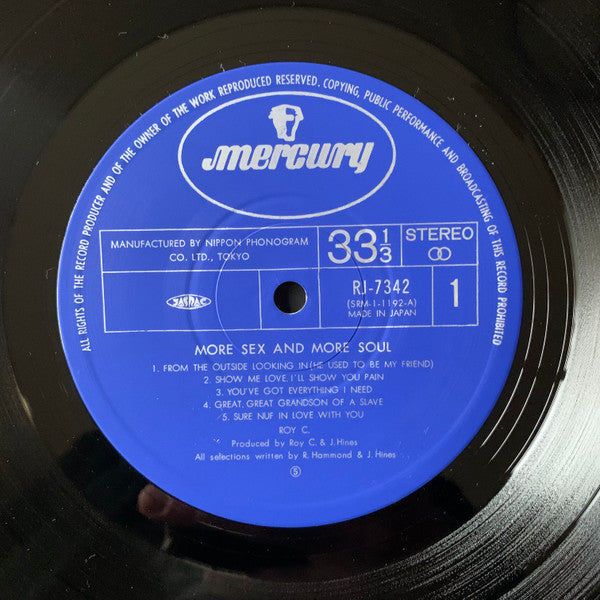 ALL RIGHTS OF THE RECORD PRODUCER AND OF THE OWNER OF THE WORK REPRODUCED RESERVED. COPYING, PUBLIC PERFORMANCE AND BROADCASTING OF THIS RECORD PROHIBITED
mercury
MANUFACTURED BY NIPPON PHONOGRAM
CO. LTD., TOKYO
33 1/3
STEREO
JASRAC
RJ-7342
(SRM-1-1192-A)
MADE IN JAPAN
1
MORE SEX AND MORE SOUL
1. FROM THE OUTSIDE LOOKING IN(HE USED TO BE MY FRIEND)
2. SHOW ME LOVE, I'LL SHOW YOU PAIN
3. YOU'VE GOT EVERYTHING I NEED
4. GREAT, GREAT GRANDSON OF A SLAVE
5. SURE NUF IN LOVE WITH YOU
ROY C.
Produced by Roy C. & J. Hines
All selections written by R. Hammond & J. Hines
⑤